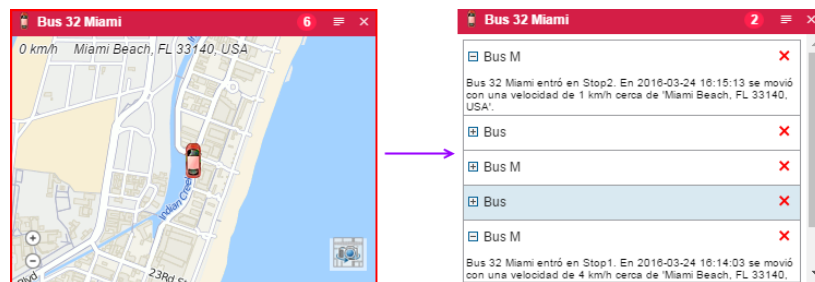 Bus 32 Miami
6
0 km/h Miami Beach, FL 33140, USA
Indian Creek
23Rd St
Blvd
Bus 32 Miami
2
Bus M
Bus 32 Miami entró en Stop2. En 2016-03-24 16:15:13 se movió
con una velocidad de 1 km/h cerca de 'Miami Beach, FL 33140,
USA'.
Bus
Bus M
Bus
Bus M
Bus 32 Miami entró en Stop1. En 2016-03-24 16:14:03 se movió
con una velocidad de 4 km/h cerca de 'Miami Beach, FL 33140,